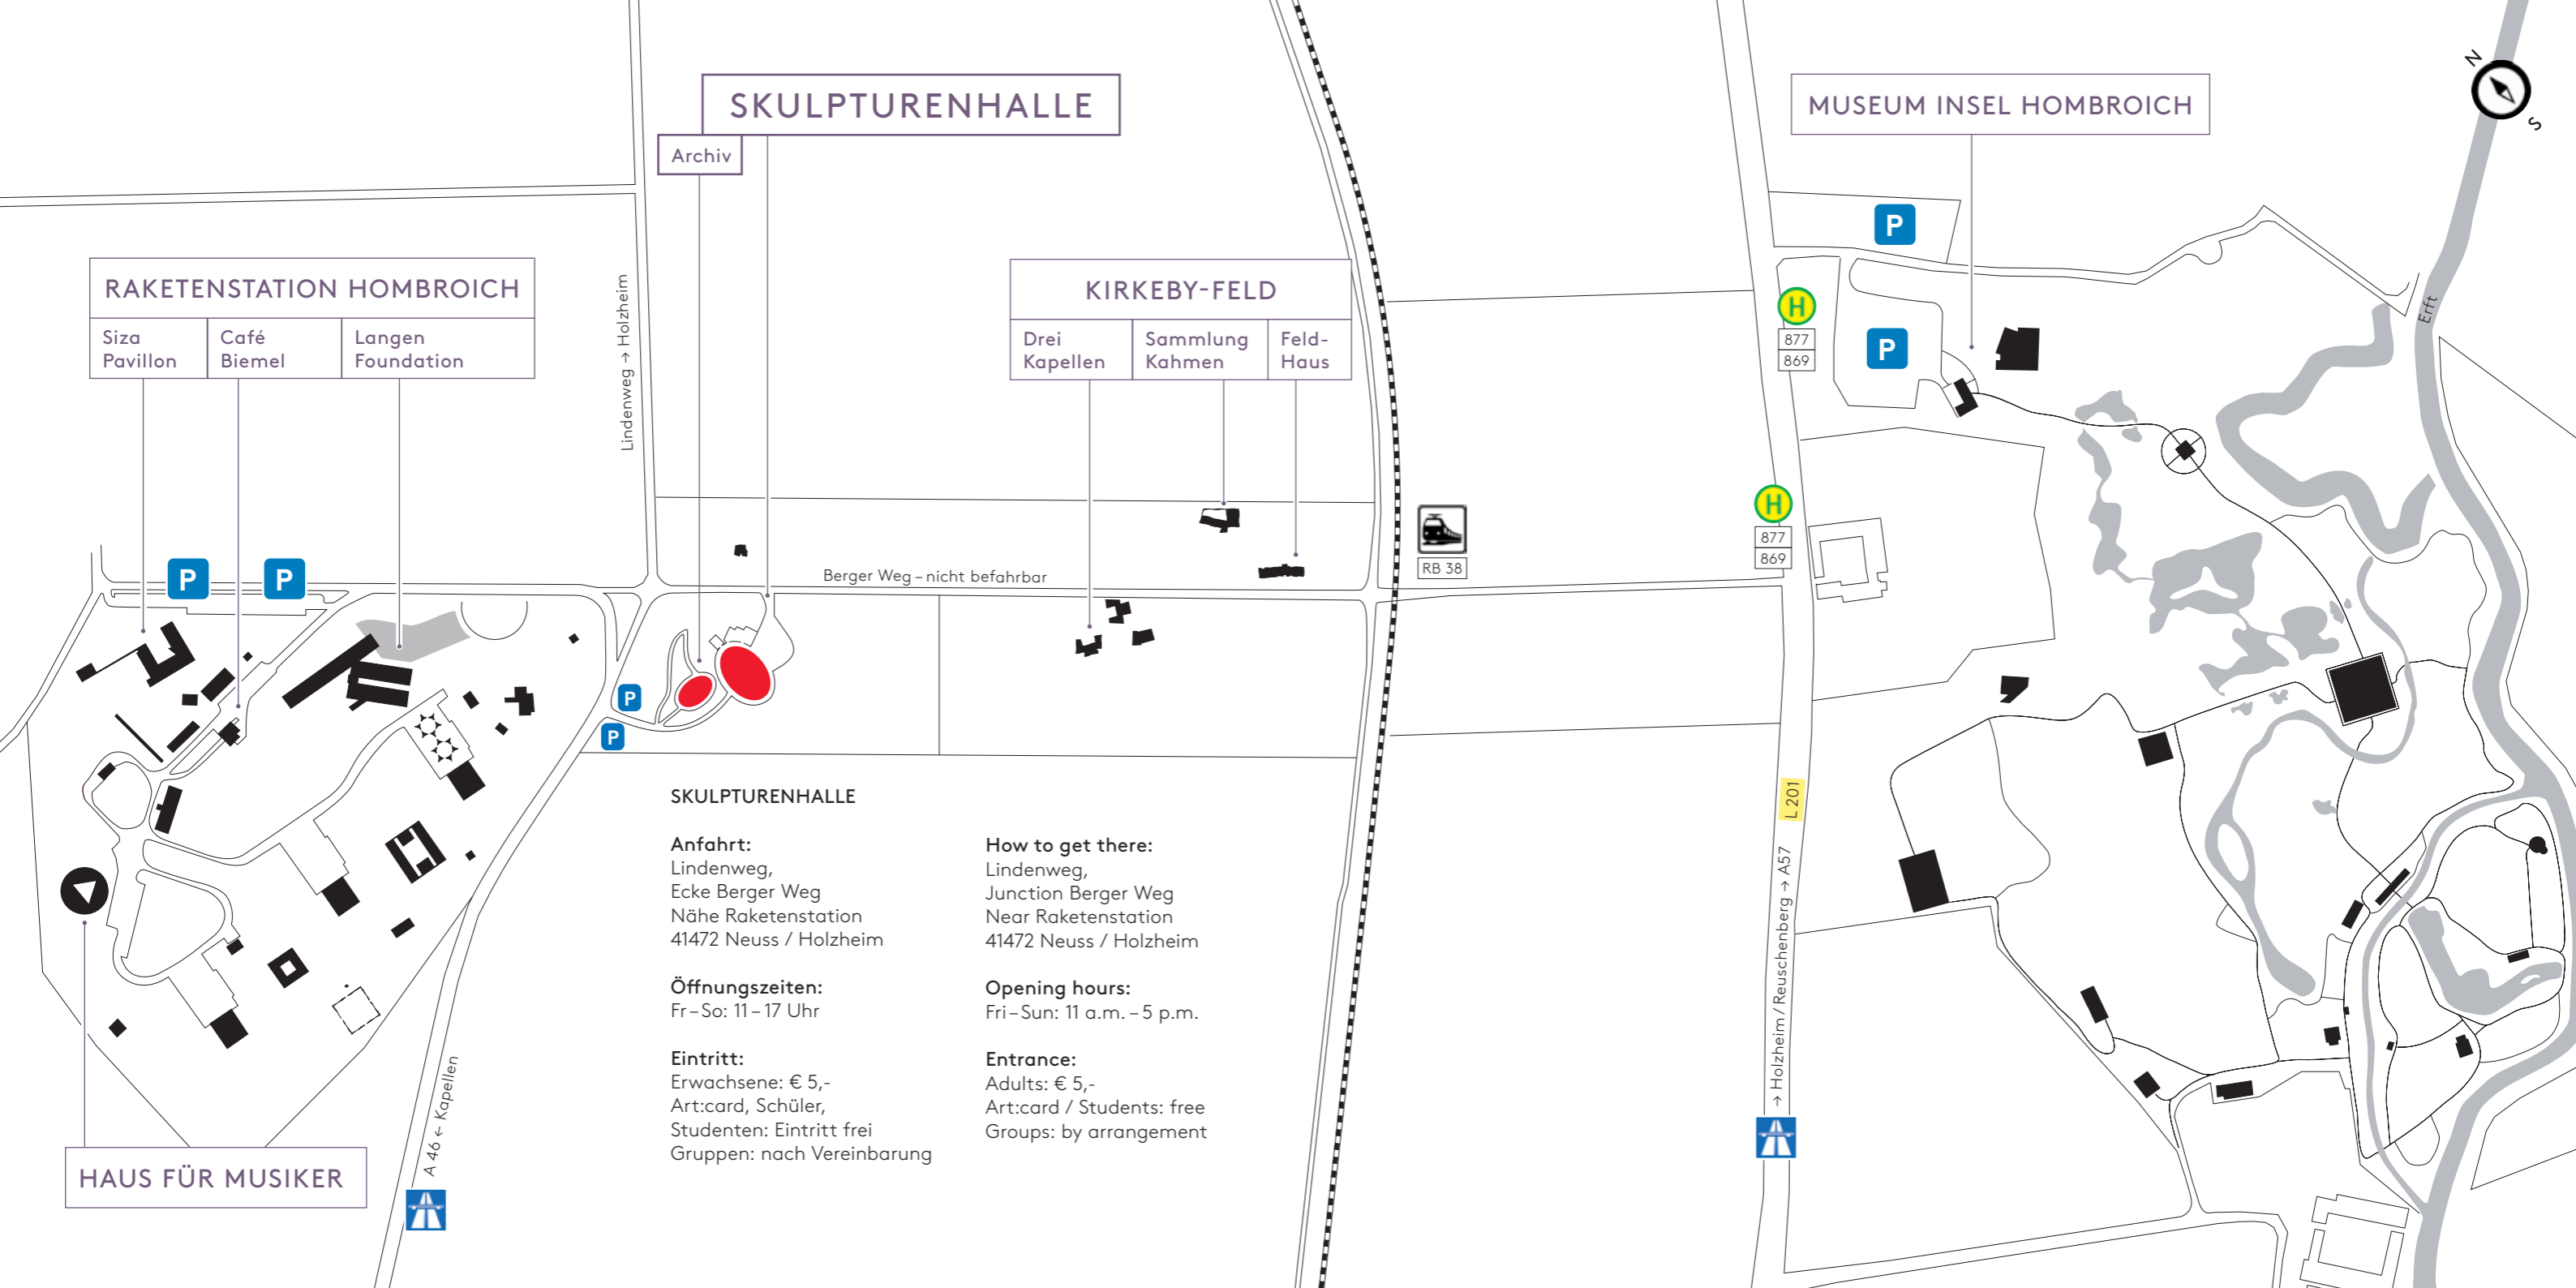 N
S
SKULPTURENHALLE
Archiv
MUSEUM INSEL HOMBROICH
P
RAKETENSTATION HOMBROICH
Siza
Pavillon
Café
Biemel
Langen
Foundation
Lindenweg → Holzheim
KIRKEBY-FELD
Drei
Kapellen
Sammlung
Kahmen
Feld-
Haus
H
877
869
P
Erft
H
877
869
RB 38
P
P
Berger Weg – nicht befahrbar
P
P
L 201
→ Holzheim / Reuschenberg → A57
SKULPTURENHALLE
Anfahrt:
Lindenweg,
Ecke Berger Weg
Nähe Raketenstation
41472 Neuss / Holzheim
Öffnungszeiten:
Fr – So: 11 – 17 Uhr
Eintritt:
Erwachsene: € 5,-
Art:card, Schüler,
Studenten: Eintritt frei
Gruppen: nach Vereinbarung
How to get there:
Lindenweg,
Junction Berger Weg
Near Raketenstation
41472 Neuss / Holzheim
Opening hours:
Fri – Sun: 11 a.m. – 5 p.m.
Entrance:
Adults: € 5,-
Art:card / Students: free
Groups: by arrangement
A 46 ← Kapellen
HAUS FÜR MUSIKER